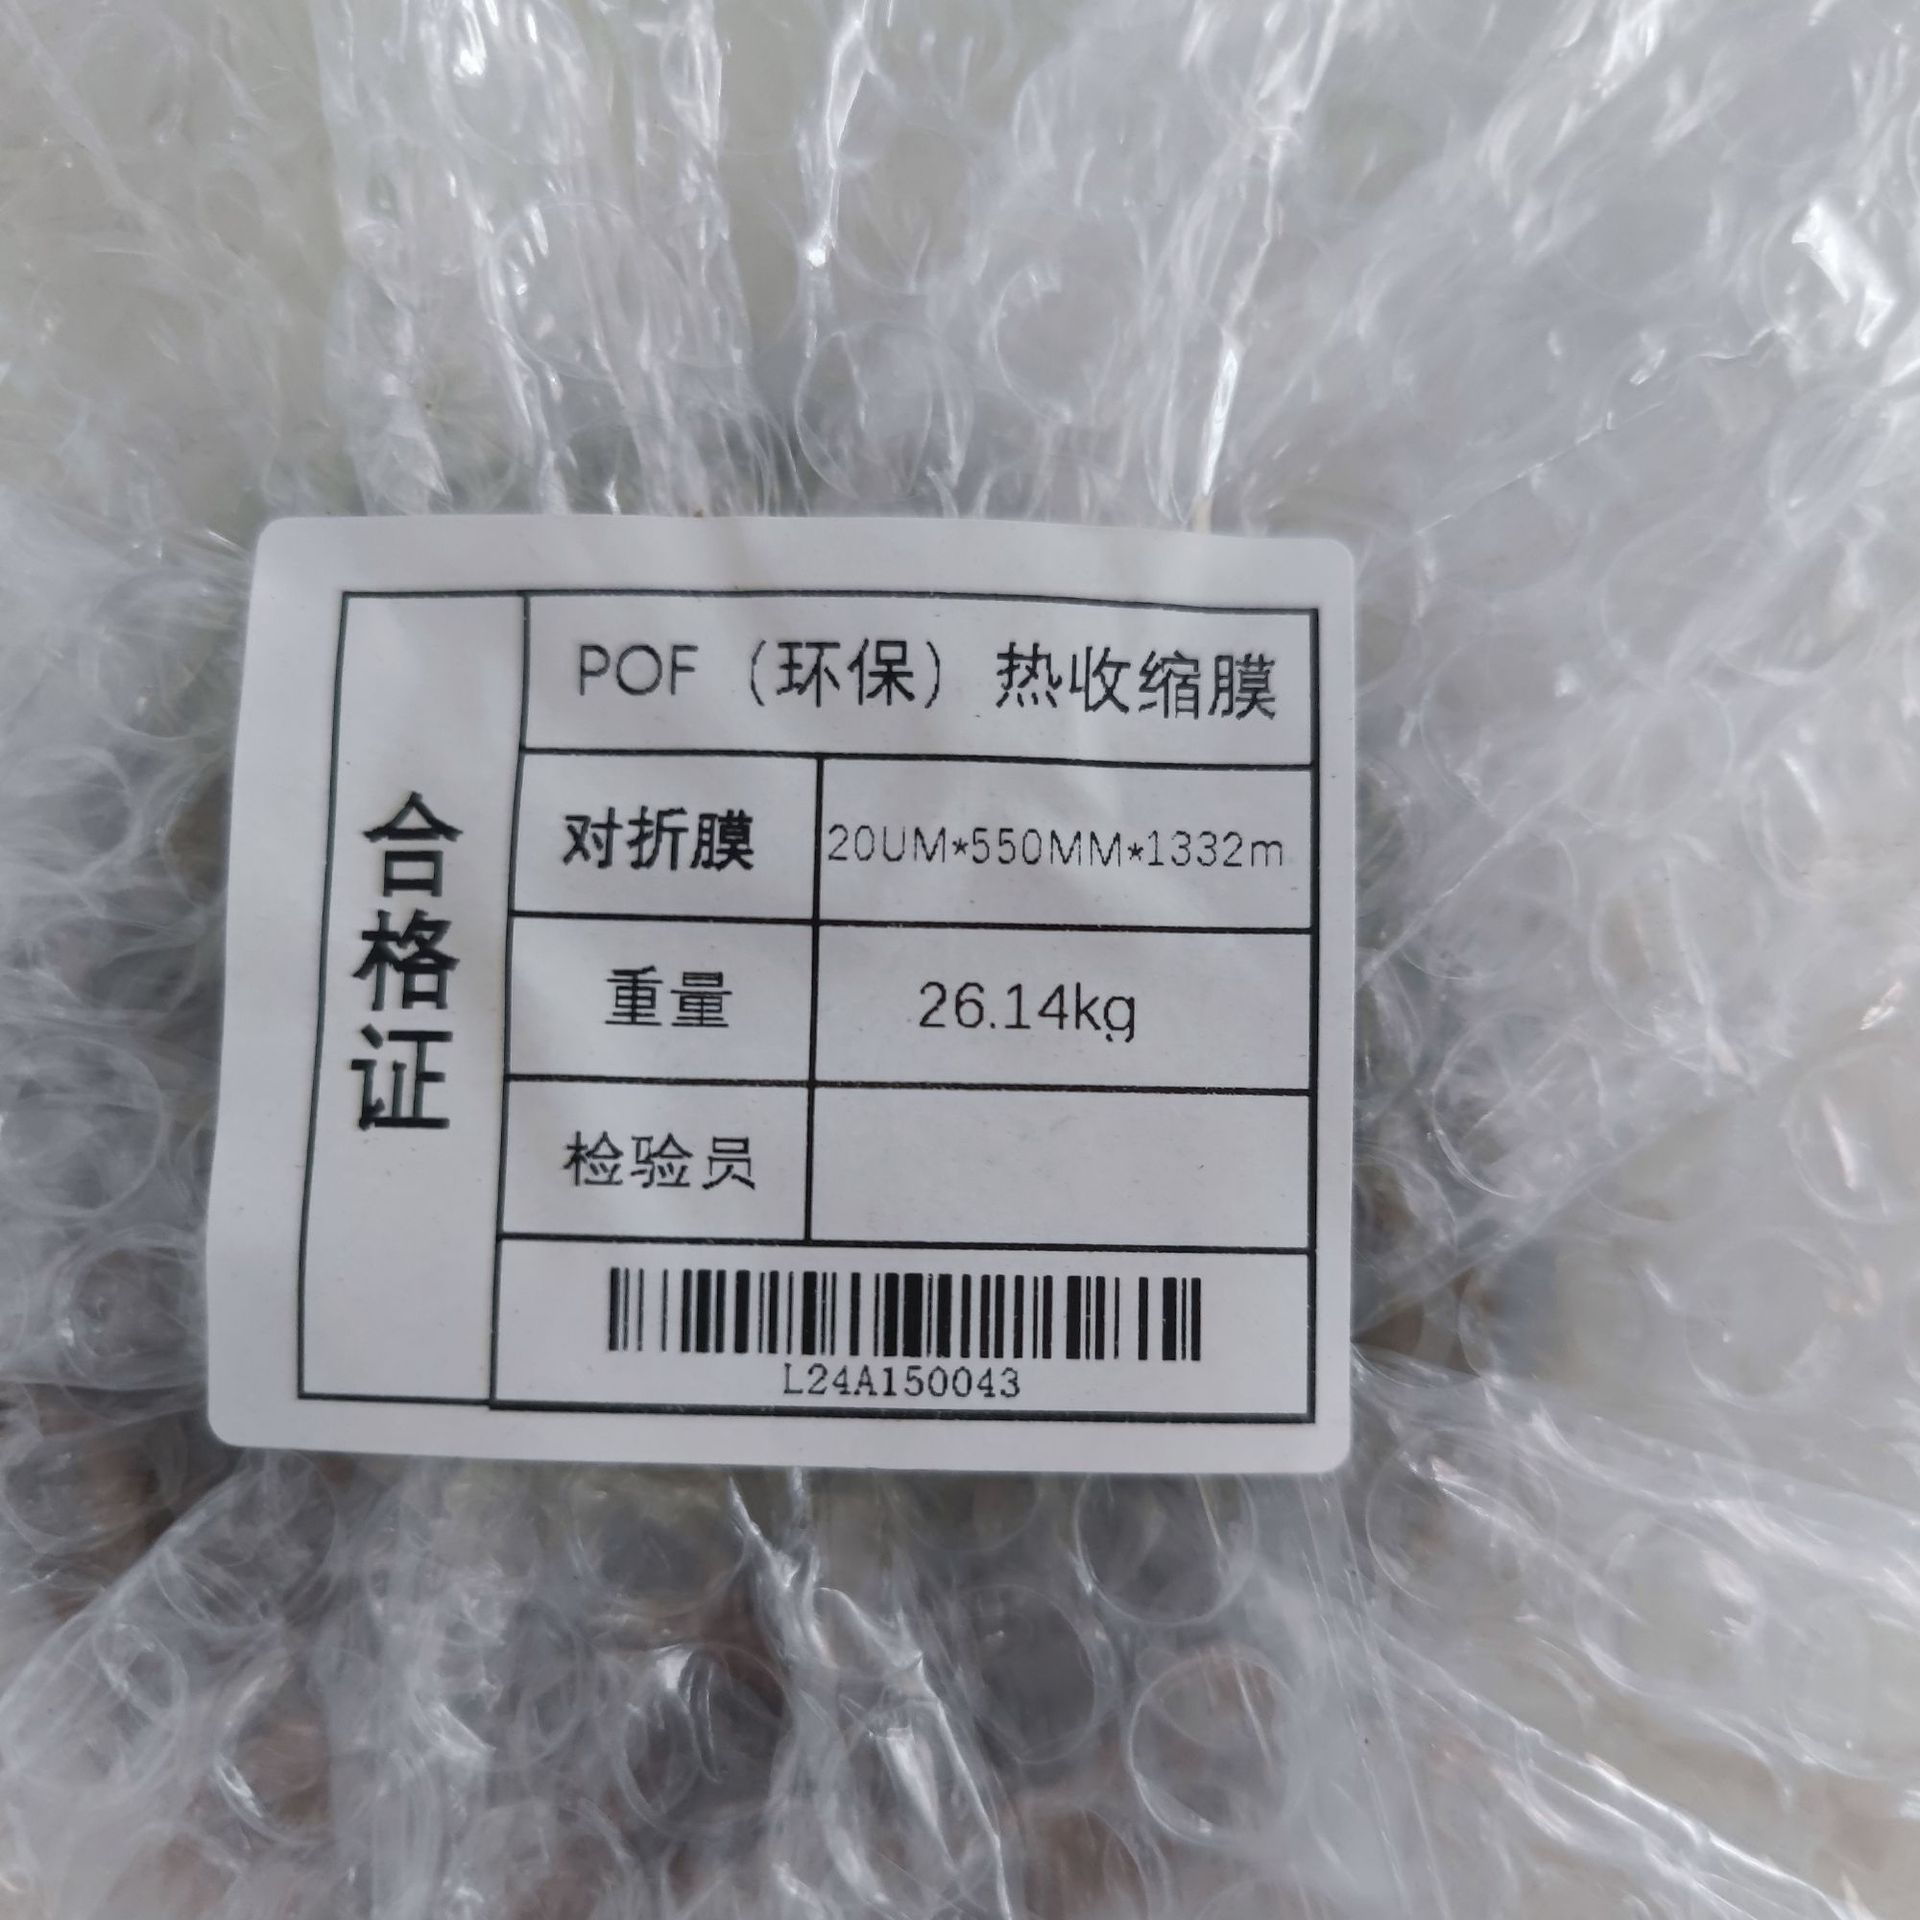 合格证
POF（环保）热收缩膜
对折膜 20UM*550MM*1332m
重量 26.14kg
检验员
L24A150043